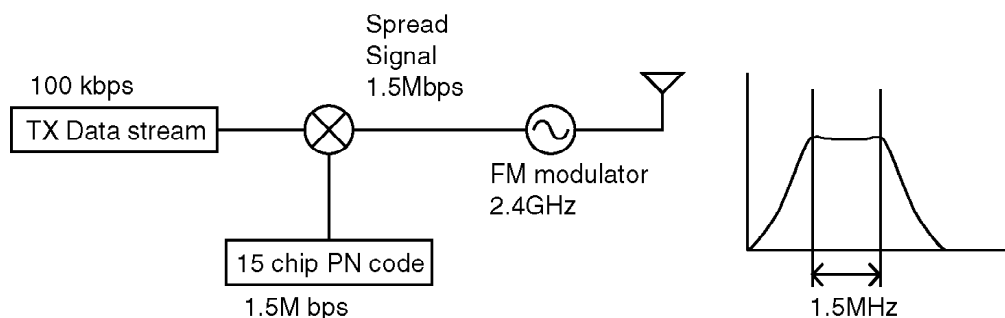 100 kbps
TX Data stream
Spread
Signal
1.5Mbps
FM modulator
2.4GHz
15 chip PN code
1.5M bps
1.5MHz